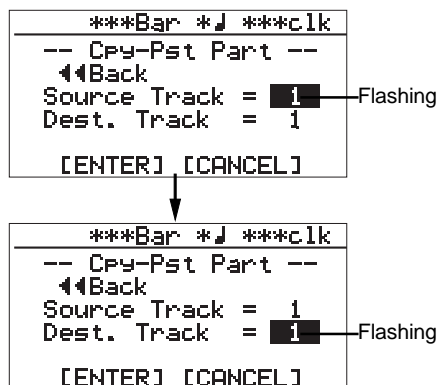 ***Bar *♩ ***clk
-- Cpy-Pst Part --
◀◀Back
Source Track = 1 Flashing
Dest. Track = 1
[ENTER] [CANCEL]
***Bar *♩ ***clk
-- Cpy-Pst Part --
◀◀Back
Source Track = 1
Dest. Track = 1 Flashing
[ENTER] [CANCEL]